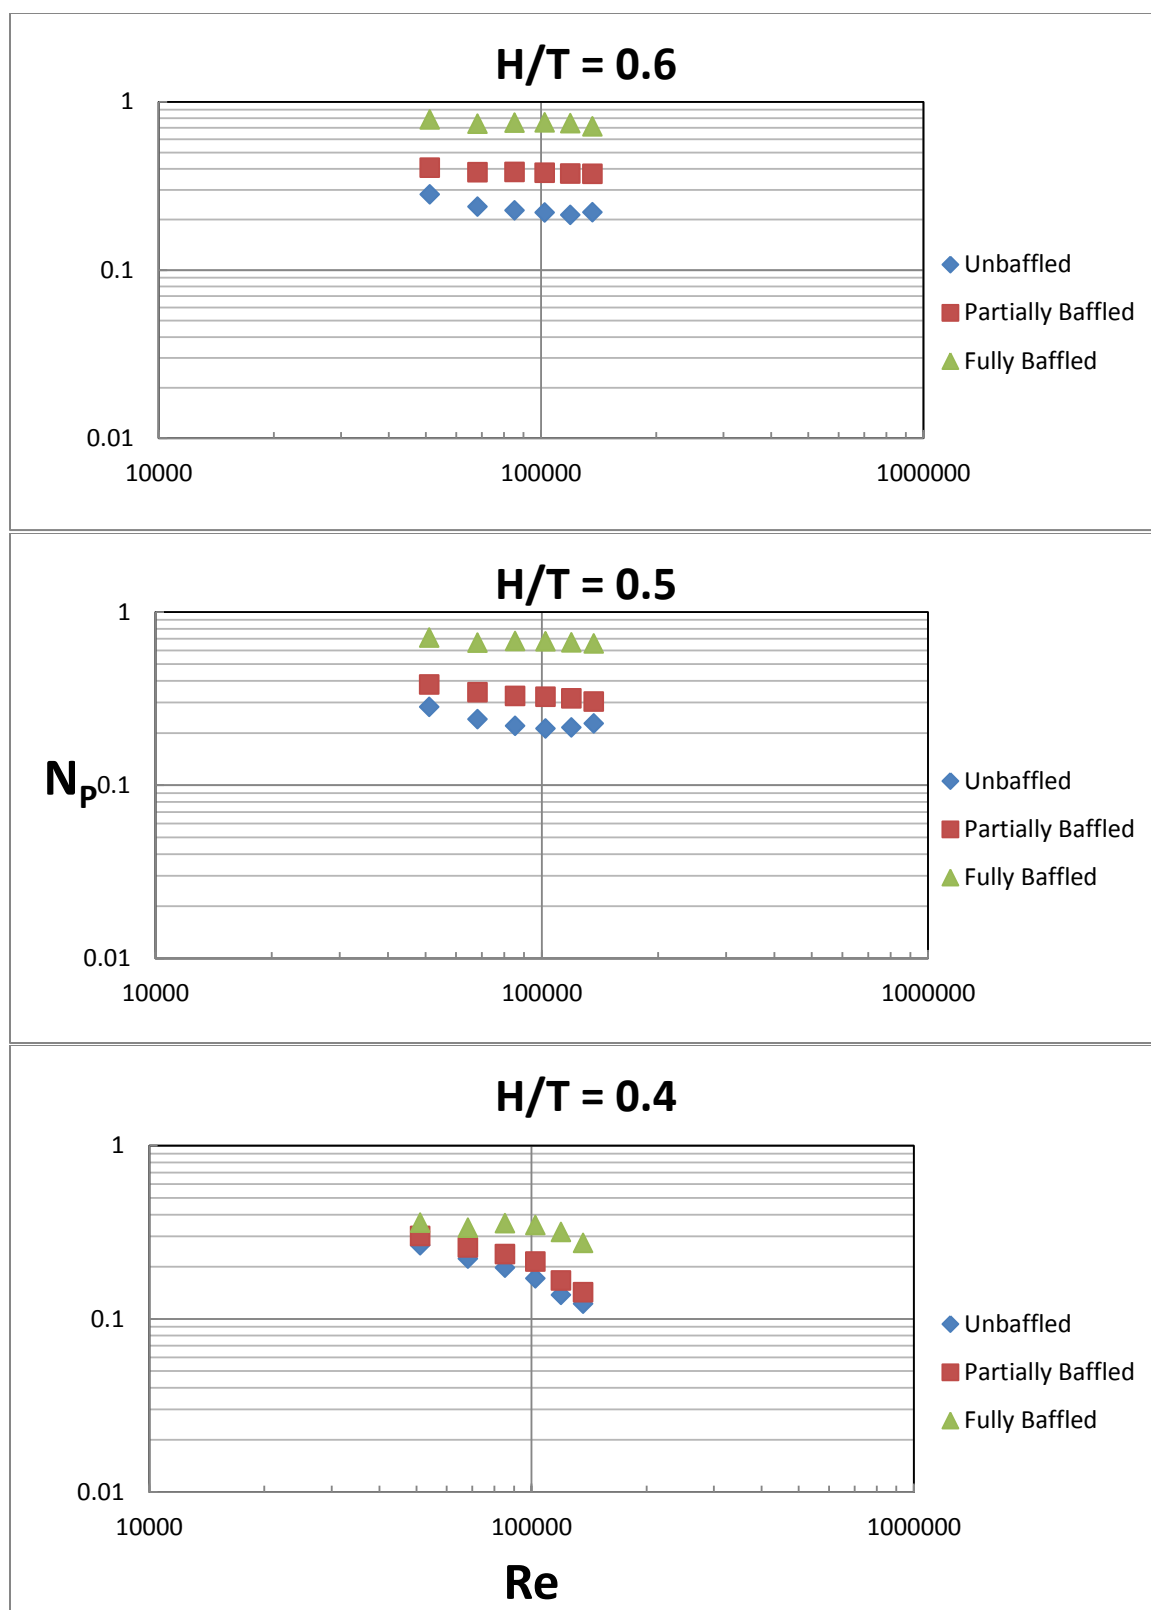 H/T = 0.6
1
0.1
0.01
10000 100000 1000000
Unbaffled
Partially Baffled
Fully Baffled
H/T = 0.5
1
N_P 0.1
0.01
10000 100000 1000000
Unbaffled
Partially Baffled
Fully Baffled
H/T = 0.4
1
0.1
0.01
10000 100000 1000000
Unbaffled
Partially Baffled
Fully Baffled
Re